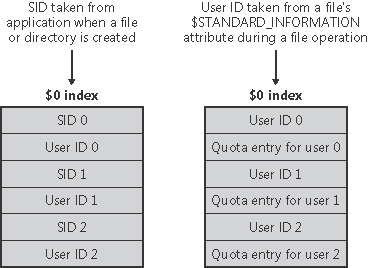 SID taken from
application when a file
or directory is created
$0 index
SID 0
User ID 0
SID 1
User ID 1
SID 2
User ID 2
User ID taken from a file's
$STANDARD_INFORMATION
attribute during a file operation
$0 index
User ID 0
Quota entry for user 0
User ID 1
Quota entry for user 1
User ID 2
Quota entry for user 2